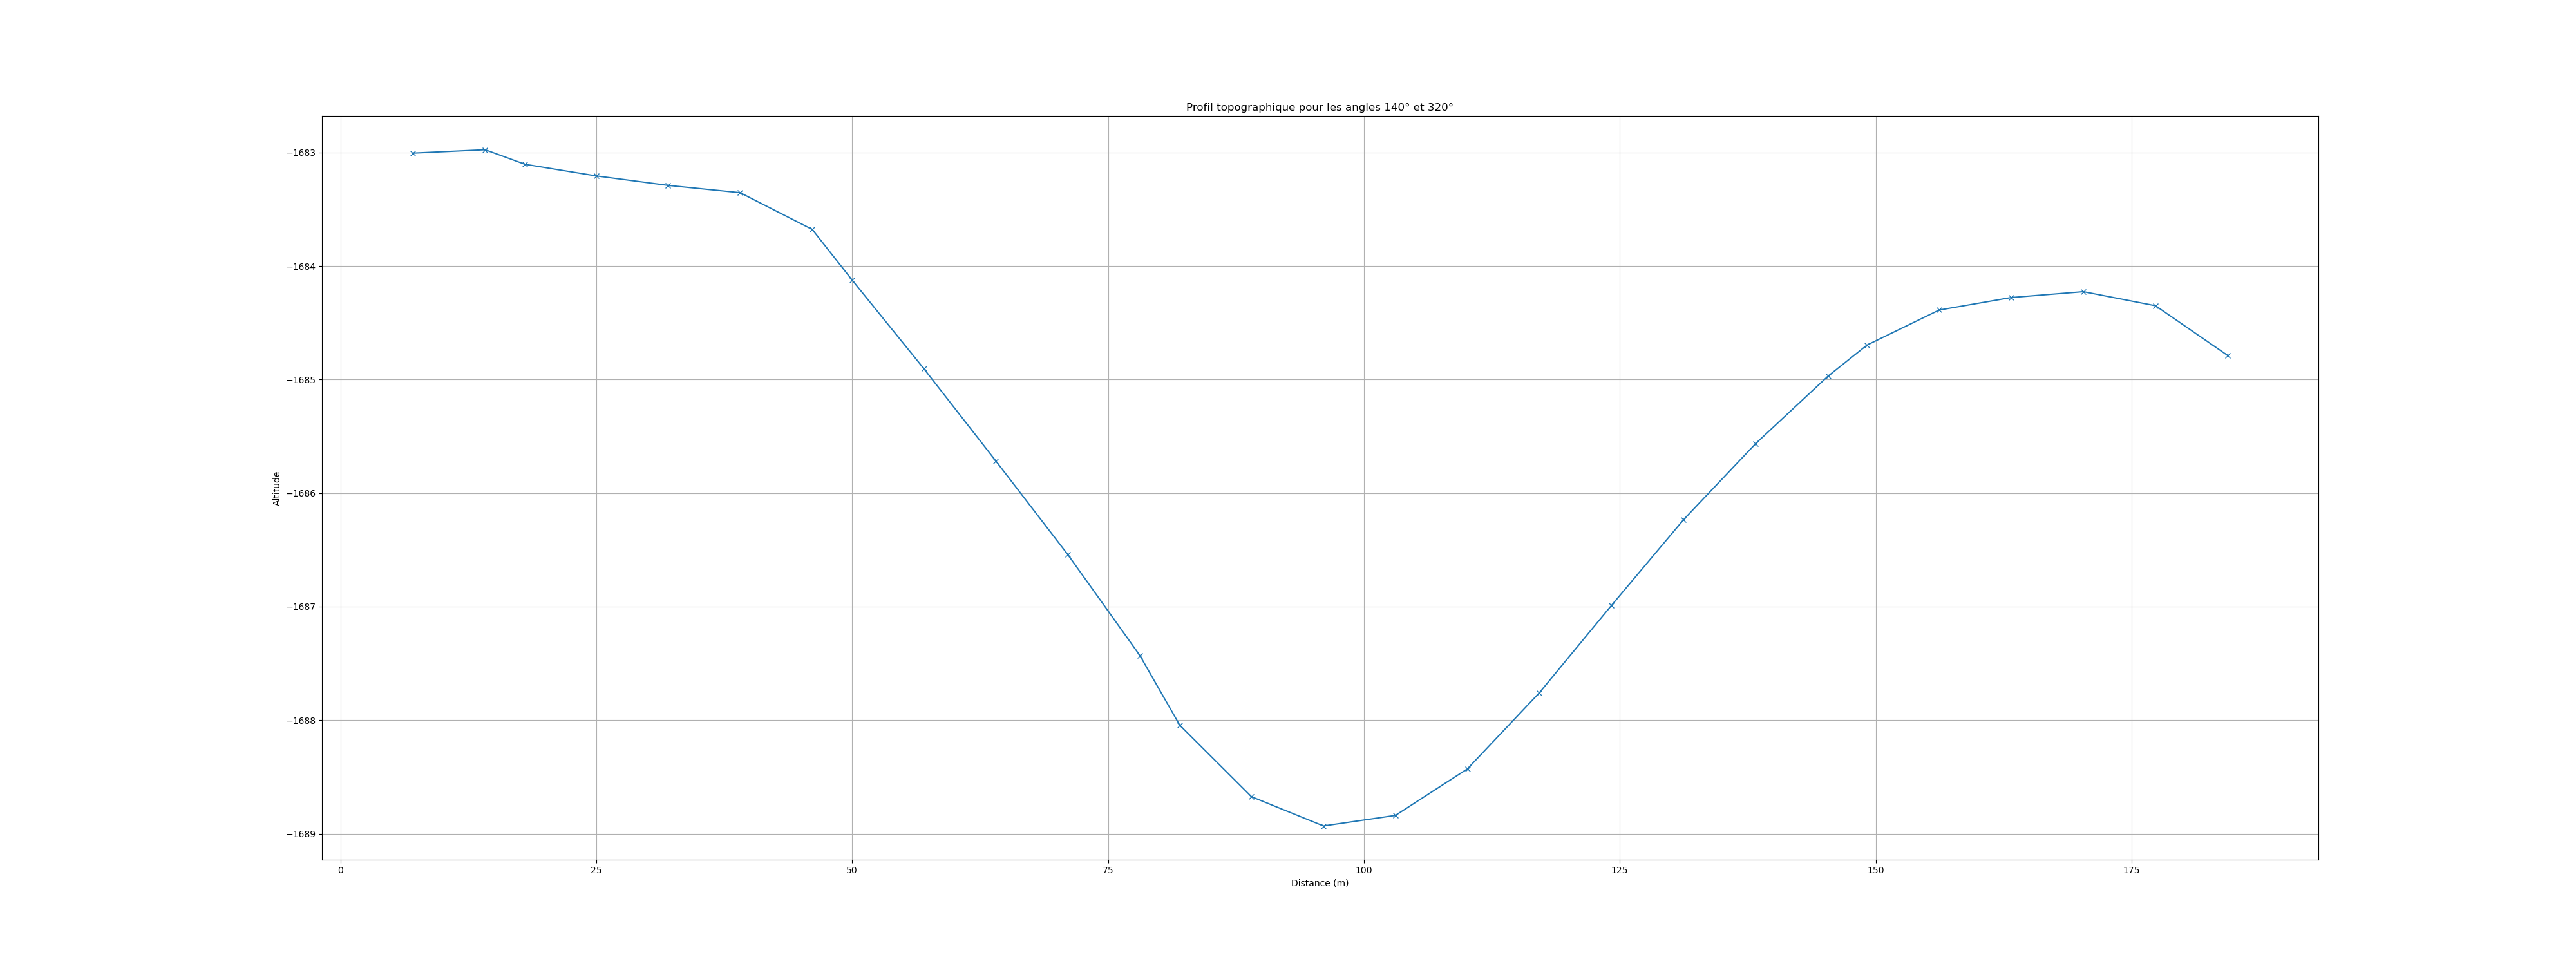 Profil topographique pour les angles 140° et 320°
Altitude
−1683
−1684
−1685
−1686
−1687
−1688
−1689
0 25 50 75 100 125 150 175
Distance (m)